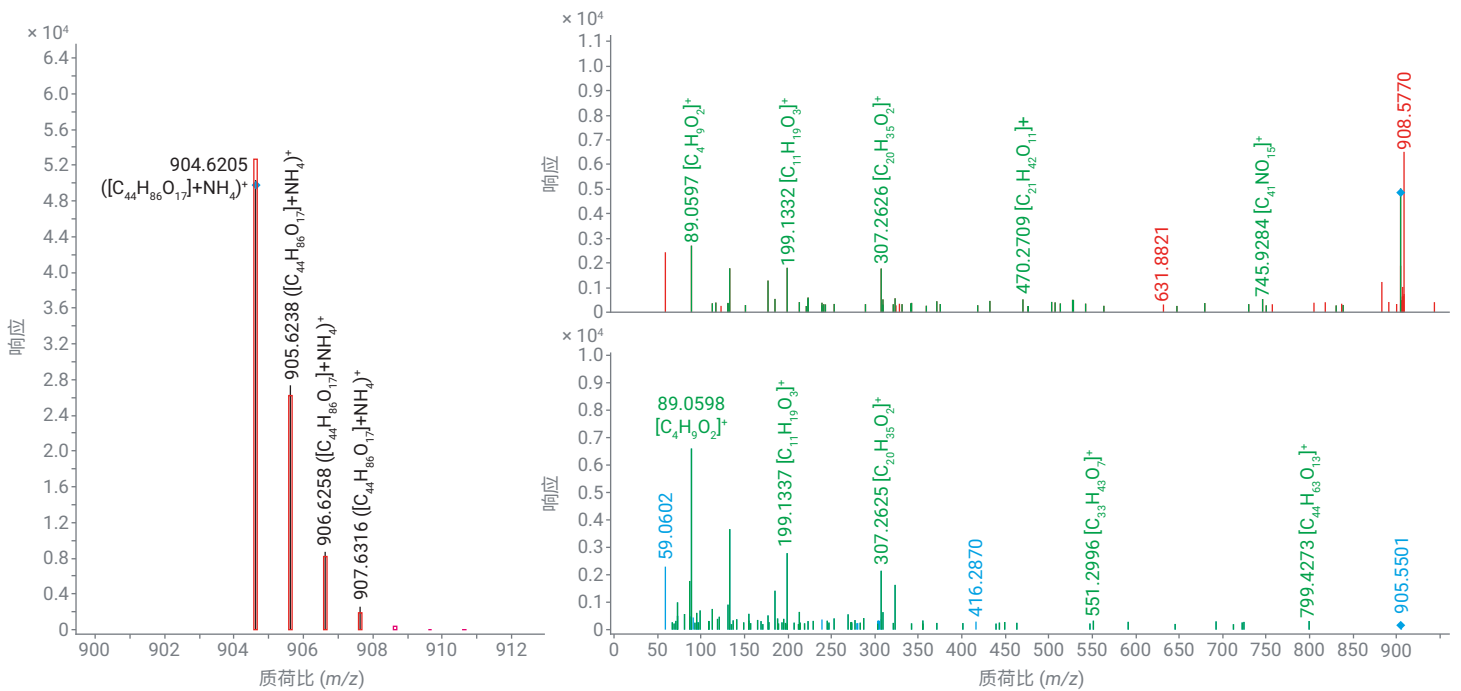 × 10⁴
6.4
6.0
5.6
5.2
4.8
4.4
4.0
3.6
3.2
2.8
2.4
2.0
1.6
1.2
0.8
0.4
0
响应
904.6205
([C₄₄H₈₆O₁₇]+NH₄)⁺
905.6238 ([C₄₄H₈₆O₁₇]+NH₄)⁺
906.6258 ([C₄₄H₈₆O₁₇]+NH₄)⁺
907.6316 ([C₄₄H₈₆O₁₇]+NH₄)⁺
900 902 904 906 908 910 912
质荷比 (m/z)
× 10⁴
1.1
1.0
1.1
0.9
0.8
0.7
0.6
0.5
0.4
0.3
0.2
0.1
0
响应
89.0597 [C₄H₉O₂]⁺
199.1332 [C₁₁H₁₉O₃]⁺
307.2626 [C₂₀H₃₅O₂]⁺
470.2709 [C₂₁H₄₂O₁₁]+
631.8821
745.9284 [C₄₁NO₁₅]⁺
908.5770
× 10⁴
1.0
0.9
0.8
0.7
0.6
0.5
0.4
0.3
0.2
0.1
0
响应
59.0602
89.0598
[C₄H₉O₂]⁺
199.1337 [C₁₁H₁₉O₃]⁺
307.2625 [C₂₀H₃₅O₂]⁺
416.2870
551.2996 [C₃₃H₄₃O₇]⁺
799.4273 [C₄₄H₆₃O₁₃]⁺
905.5501
0 50 100 150 200 250 300 350 400 450 500 550 600 650 700 750 800 850 900
质荷比 (m/z)